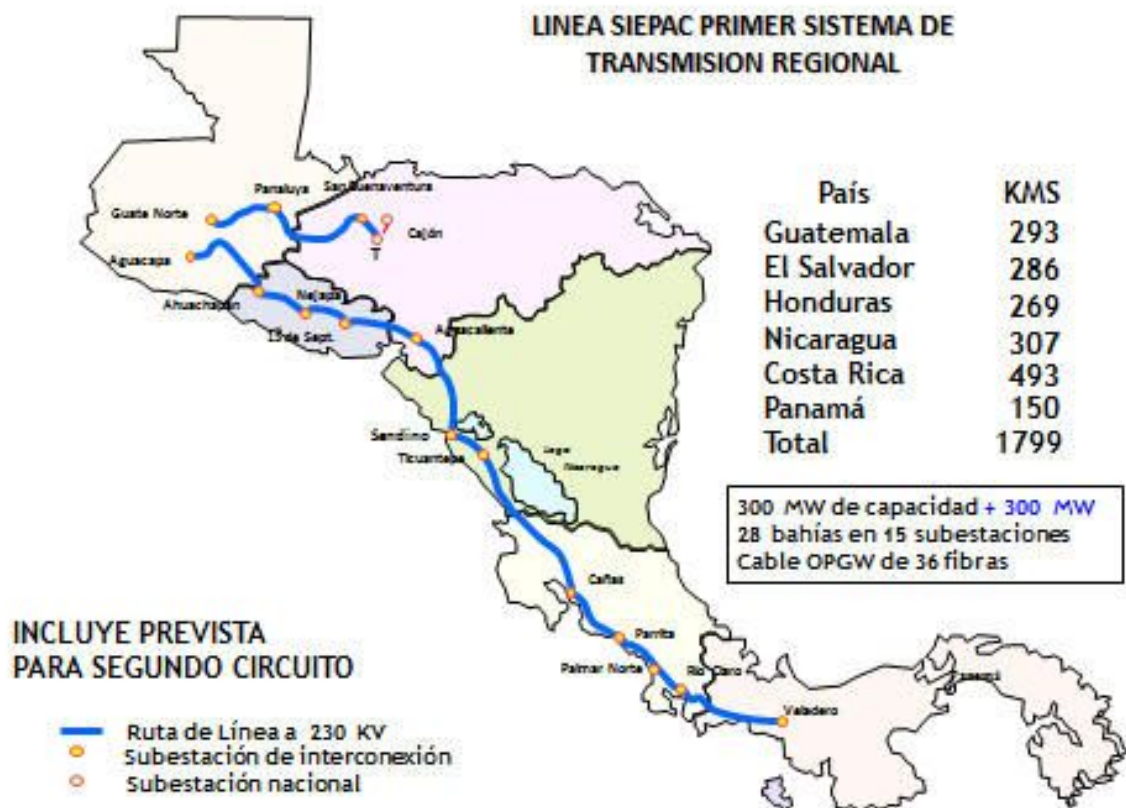 LINEA SIEPAC PRIMER SISTEMA DE
TRANSMISION REGIONAL
País KMS
Guatemala 293
El Salvador 286
Honduras 269
Nicaragua 307
Costa Rica 493
Panamá 150
Total 1799
300 MW de capacidad + 300 MW
28 bahías en 15 subestaciones
Cable OPGW de 36 fibras
San Buenaventura
Panaluya
Guate Norte
Cajón
T
Aguacapa
Ahuachapán
Nejapa
15 de Sept.
Aguacaliente
Sandino
Ticuantepe
Lago
Nicaragua
Cañas
Parrita
Palmar Norte
Rio Claro
Panamá
Veladero
INCLUYE PREVISTA
PARA SEGUNDO CIRCUITO
Ruta de Línea a 230 KV
Subestación de interconexión
Subestación nacional